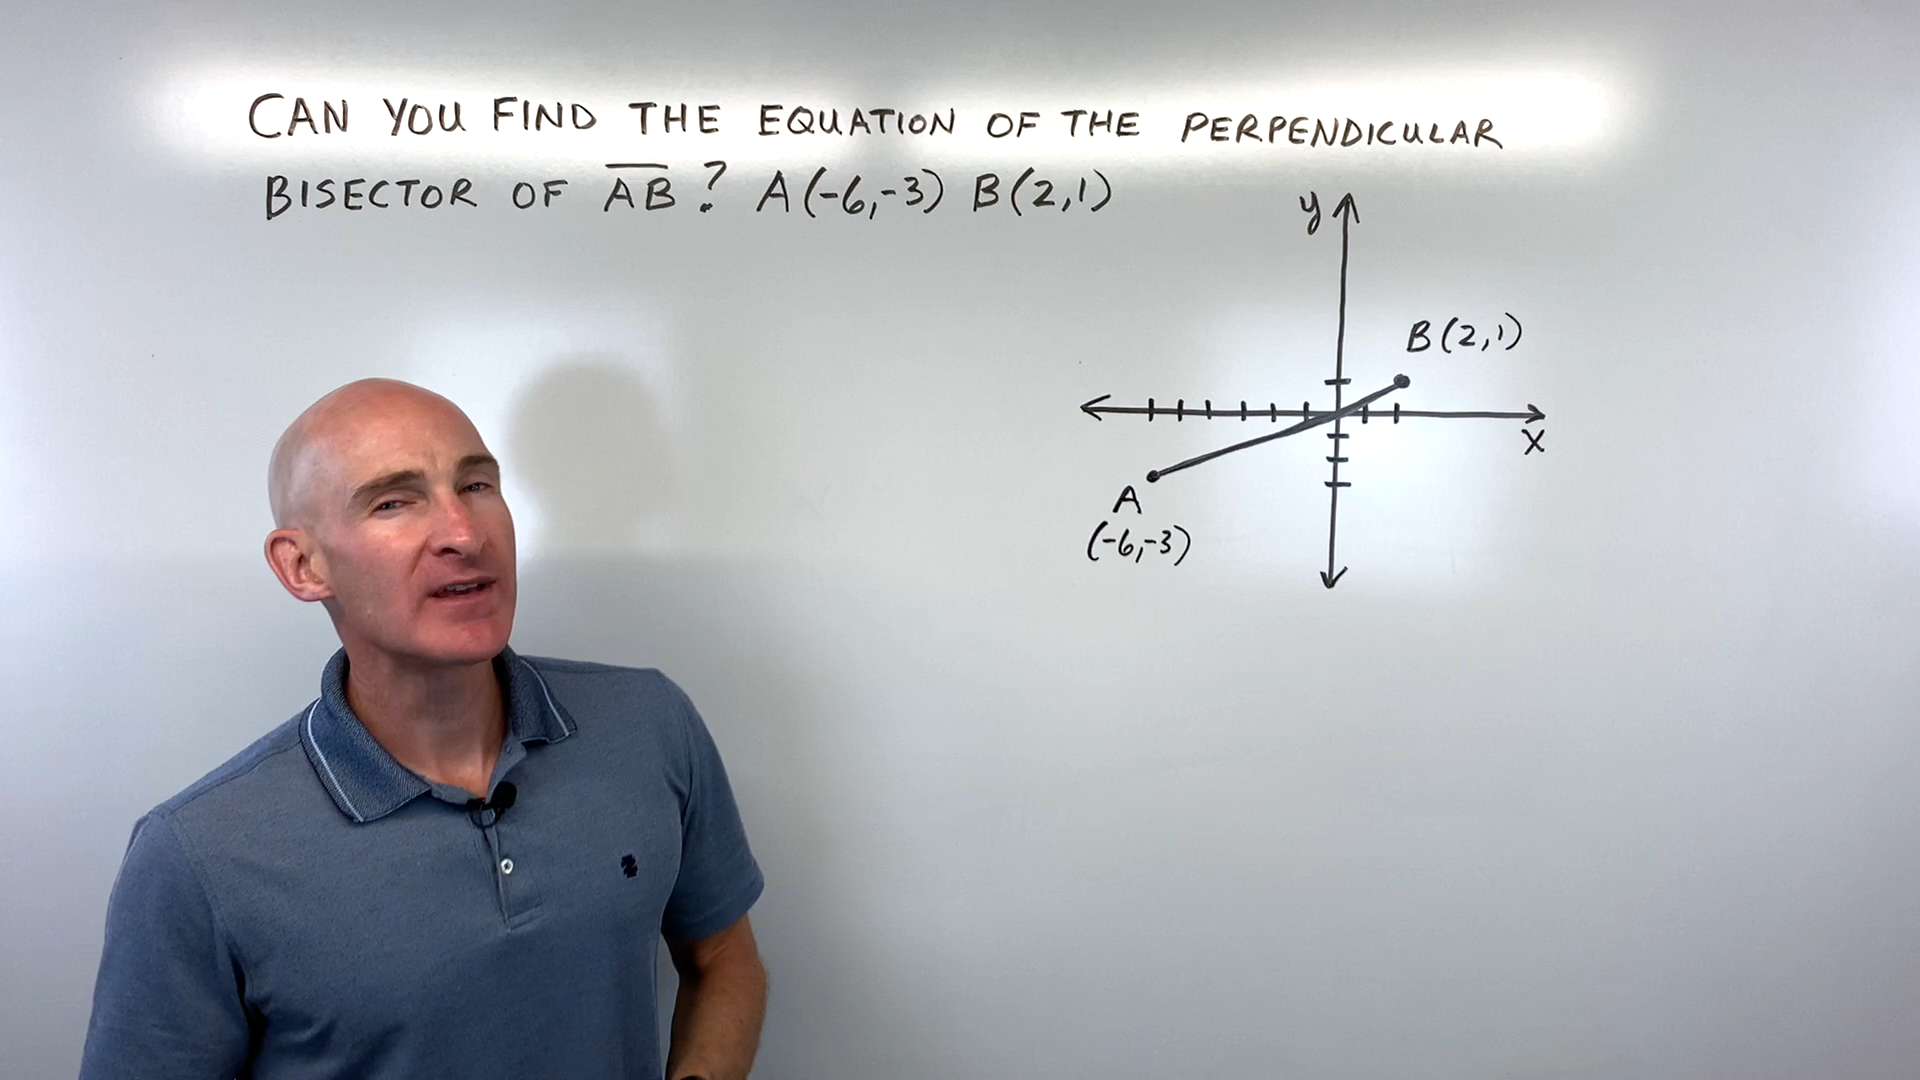 CAN YOU FIND THE EQUATION OF THE PERPENDICULAR
BISECTOR OF AB? A(-6,-3) B(2,1)
y
B(2,1)
x
A
(-6,-3)